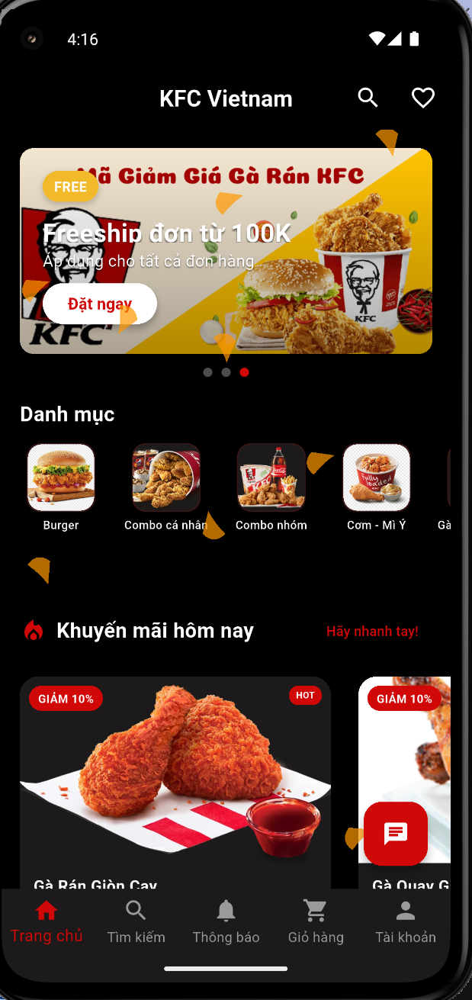 4:16
KFC Vietnam
Mã Giảm Giá Gà Rán KFC
FREE
Freeship đơn từ 100K
Áp dụng cho tất cả đơn hàng
Đặt ngay
KFC
KFC
Danh mục
fully loaded
Burger
Combo cá nhân
Combo nhóm
Cơm - Mì Ý
Gà
Khuyến mãi hôm nay
Hãy nhanh tay!
GIẢM 10%
HOT
GIẢM 10%
Gà Rán Giòn Cay
Gà Quay G
Trang chủ
Tìm kiếm
Thông báo
Giỏ hàng
Tài khoản